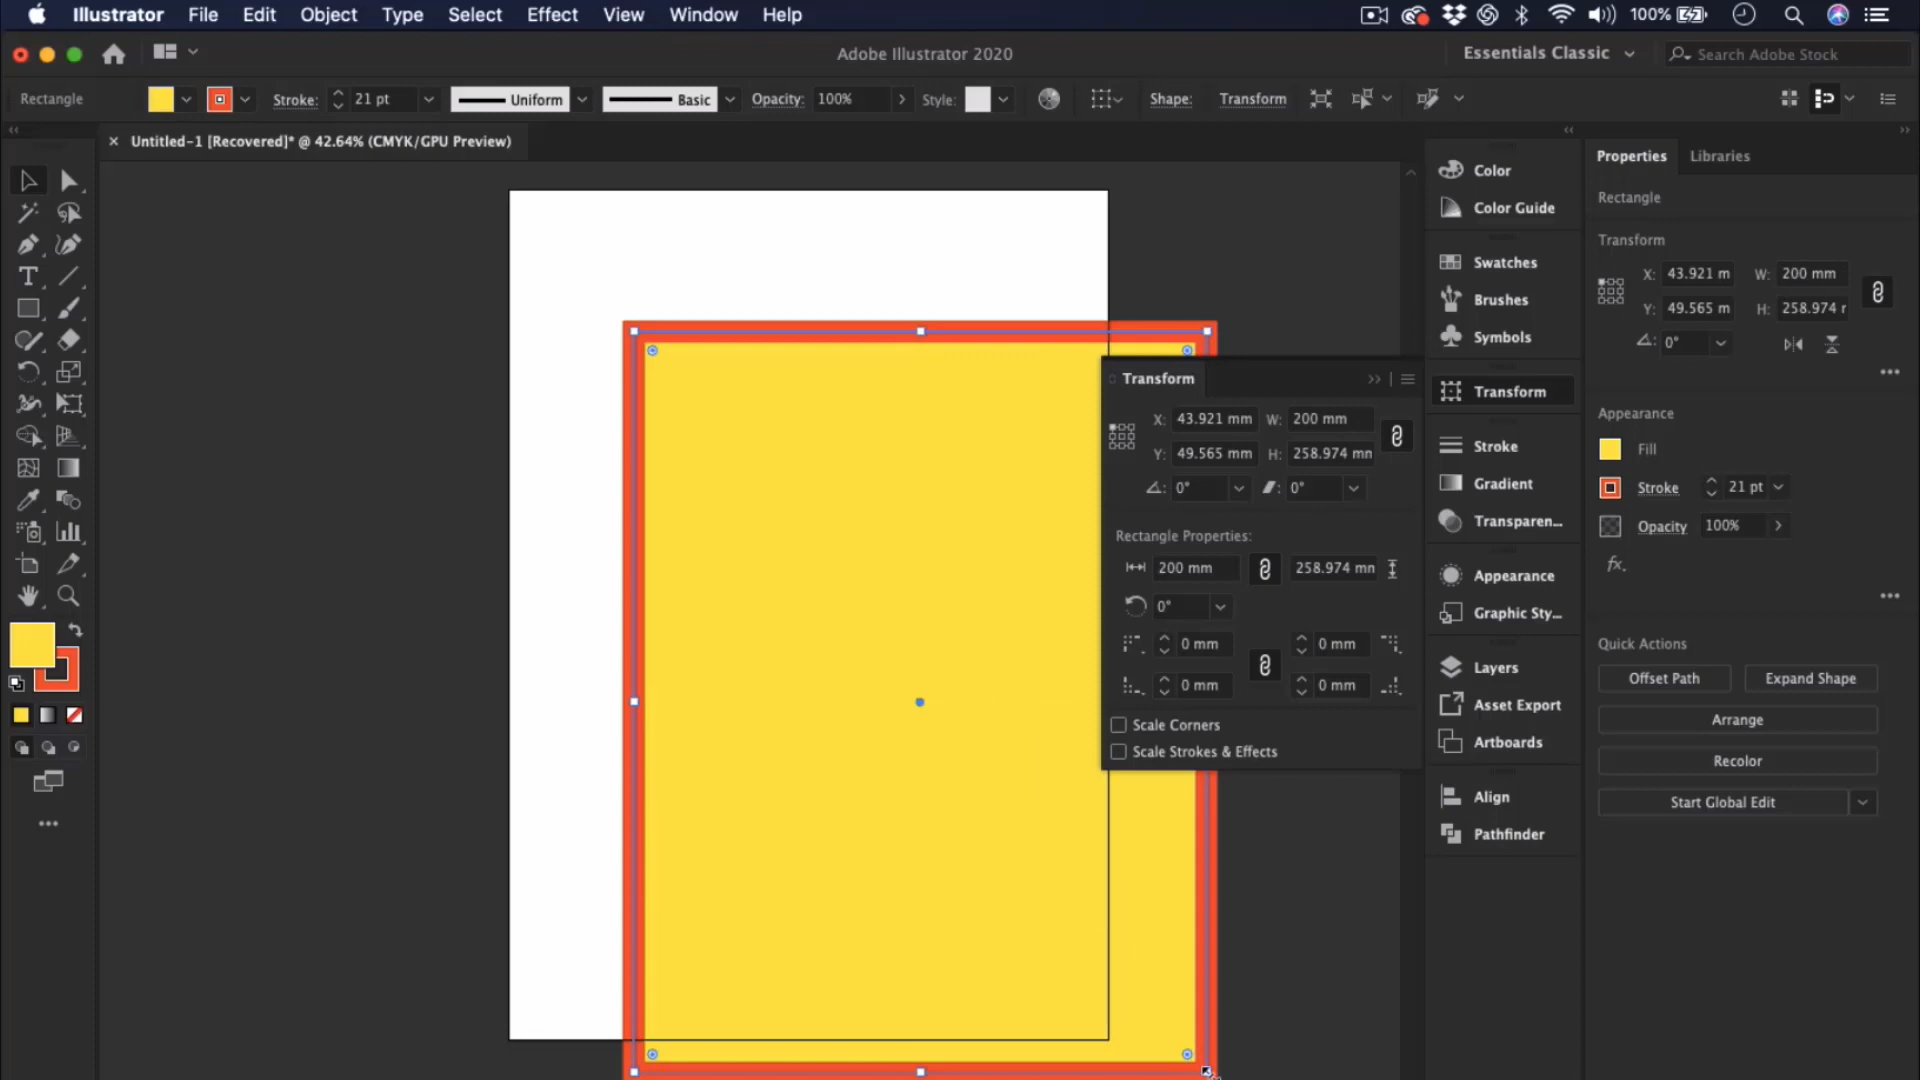 Illustrator File Edit Object Type Select Effect View Window Help 100%
Adobe Illustrator 2020 Essentials Classic Search Adobe Stock
Rectangle Stroke: 21 pt Uniform Basic Opacity: 100% Style: Shape: Transform
Untitled-1 [Recovered]* @ 42.64% (CMYK/GPU Preview)
Transform
X: 43.921 mm W: 200 mm
Y: 49.565 mm H: 258.974 mn
0° 0°
Rectangle Properties:
200 mm 258.974 mn
0°
0 mm 0 mm
0 mm 0 mm
Scale Corners
Scale Strokes & Effects
Color
Color Guide
Swatches
Brushes
Symbols
Transform
Stroke
Gradient
Transparen...
Appearance
Graphic Sty...
Layers
Asset Export
Artboards
Align
Pathfinder
Properties Libraries
Rectangle
Transform
X: 43.921 m W: 200 mm
Y: 49.565 m H: 258.974 r
0°
Appearance
Fill
Stroke 21 pt
Opacity 100%
fx.
Quick Actions
Offset Path Expand Shape
Arrange
Recolor
Start Global Edit